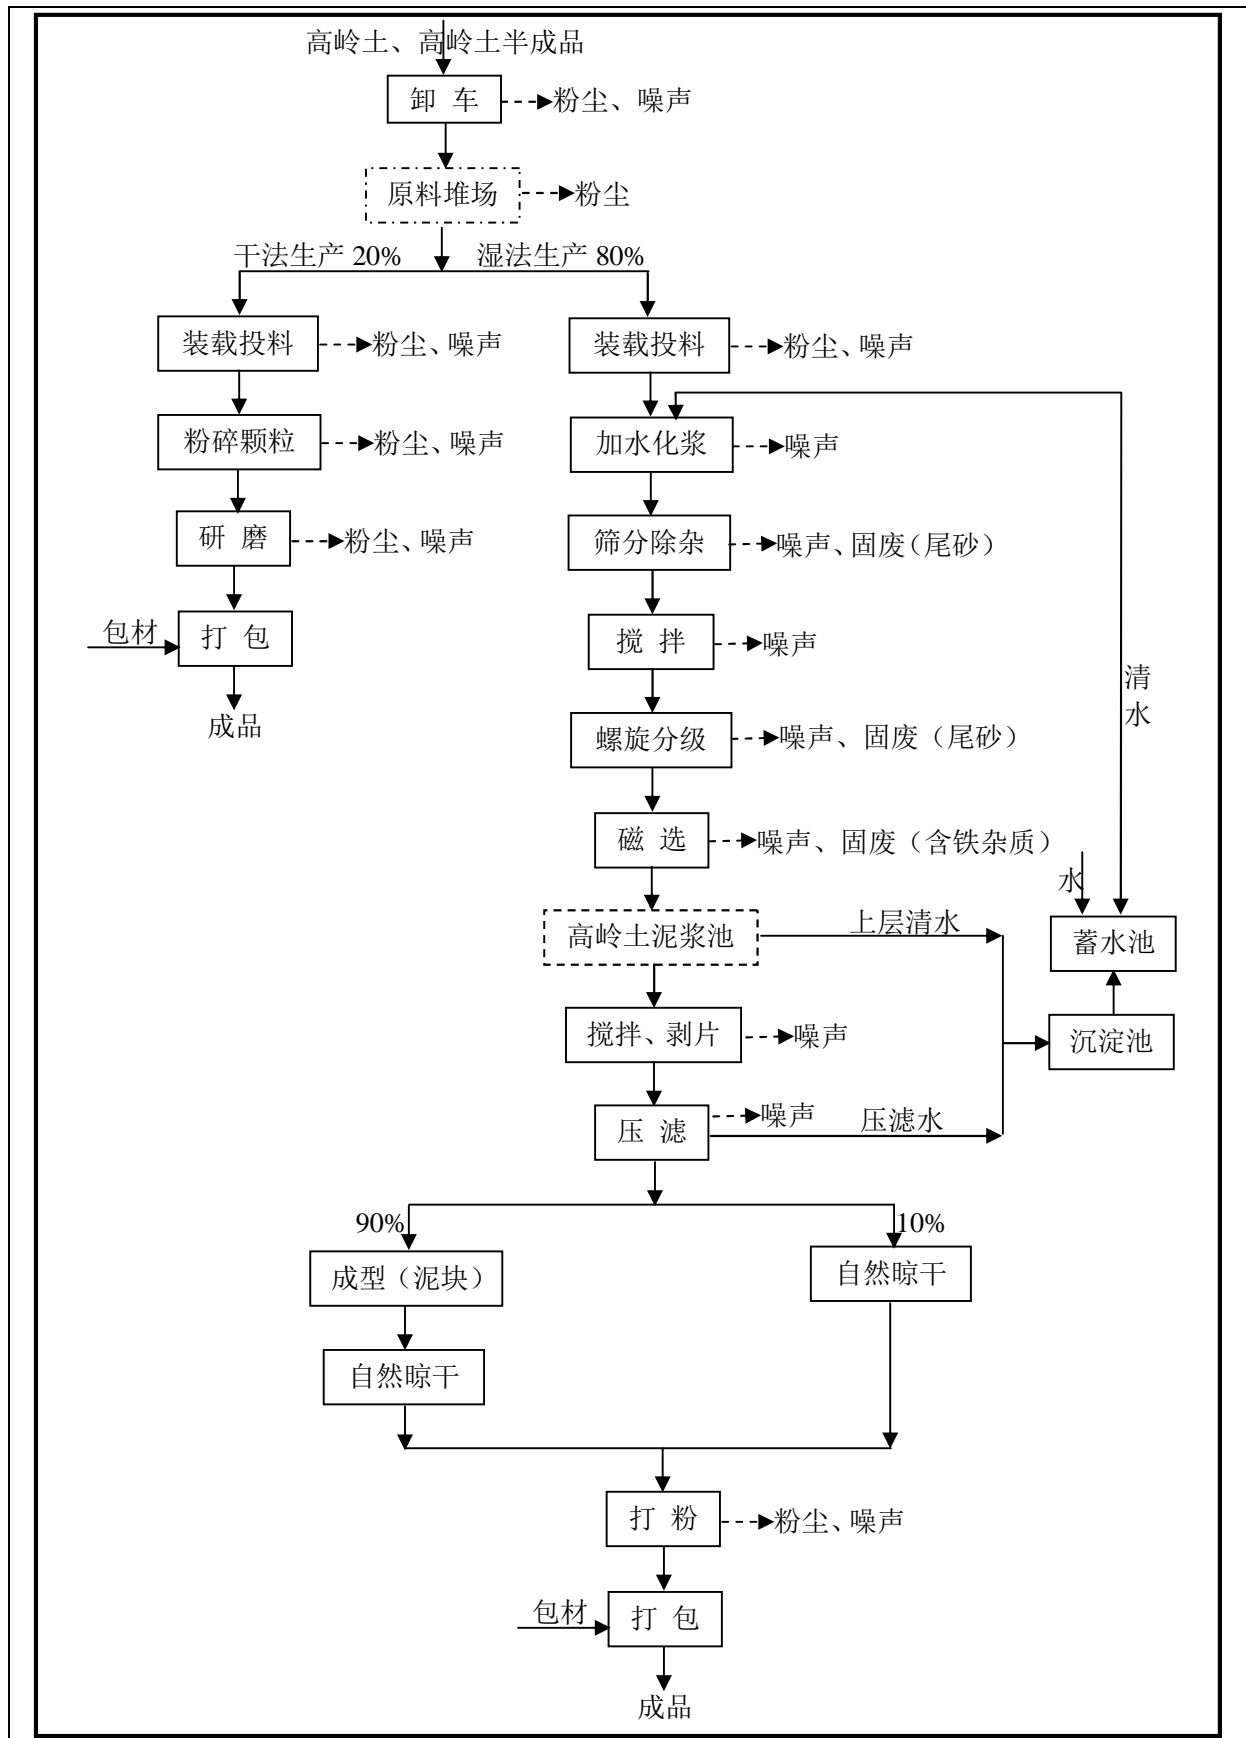 高岭土、高岭土半成品
卸 车
粉尘、噪声
原料堆场
粉尘
干法生产 20%
湿法生产 80%
装载投料
粉尘、噪声
装载投料
粉尘、噪声
粉碎颗粒
粉尘、噪声
加水化浆
噪声
研 磨
粉尘、噪声
筛分除杂
噪声、固废（尾砂）
包材
打 包
搅 拌
噪声
清水
成品
螺旋分级
噪声、固废（尾砂）
磁 选
噪声、固废（含铁杂质）
水
高岭土泥浆池
上层清水
蓄水池
搅拌、剥片
噪声
沉淀池
压 滤
噪声
压滤水
90%
10%
成型（泥块）
自然晾干
自然晾干
打 粉
粉尘、噪声
包材
打 包
成品